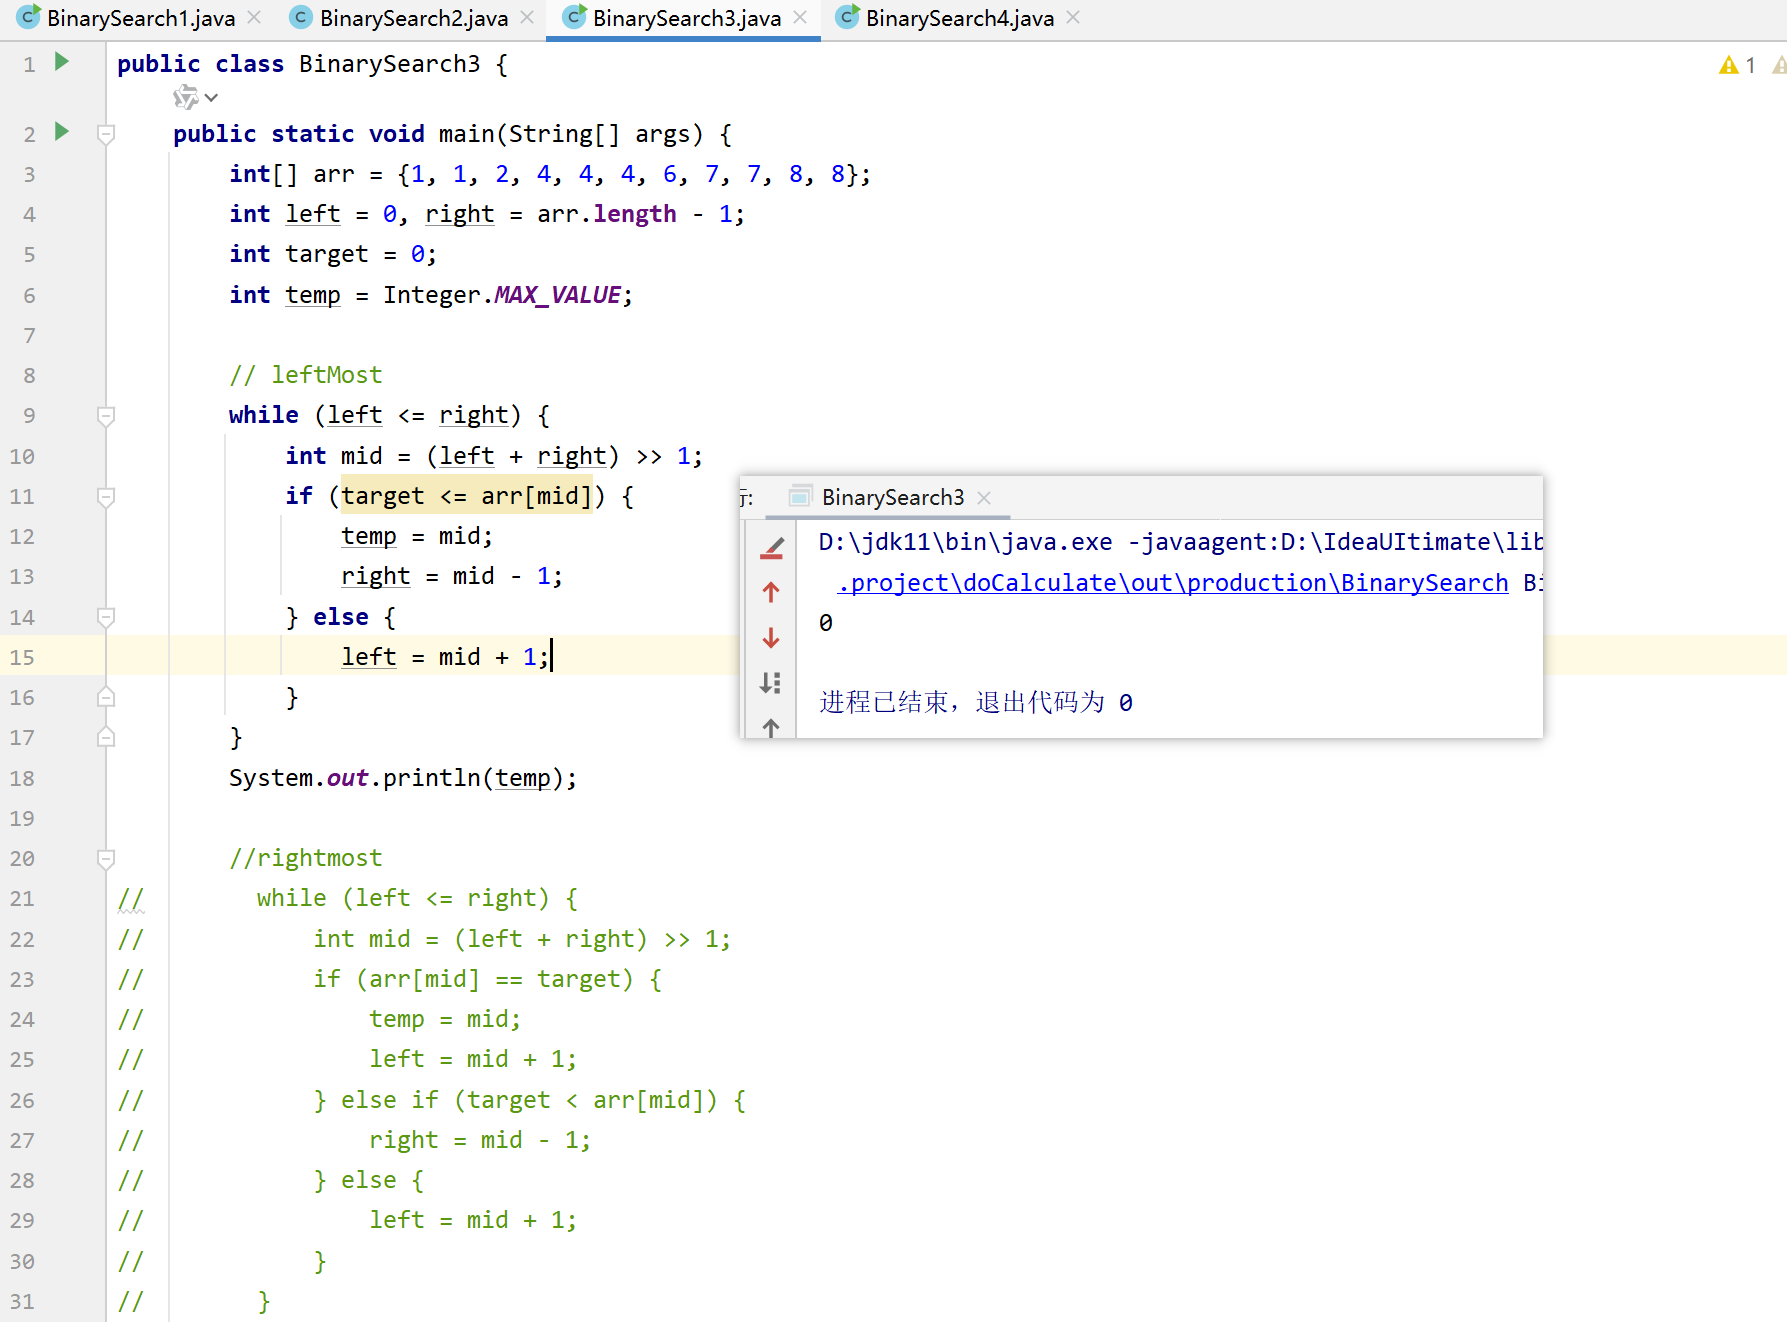 BinarySearch1.java BinarySearch2.java BinarySearch3.java BinarySearch4.java
1 public class BinarySearch3 { 1
2 public static void main(String[] args) {
3 int[] arr = {1, 1, 2, 4, 4, 4, 6, 7, 7, 8, 8};
4 int left = 0, right = arr.length - 1;
5 int target = 0;
6 int temp = Integer.MAX_VALUE;
7
8 // leftMost
9 while (left <= right) {
10 int mid = (left + right) >> 1;
11 if (target <= arr[mid]) {
12 temp = mid;
13 right = mid - 1;
14 } else {
15 left = mid + 1;
16 }
17 }
18 System.out.println(temp);
19
20 //rightmost
21 // while (left <= right) {
22 // int mid = (left + right) >> 1;
23 // if (arr[mid] == target) {
24 // temp = mid;
25 // left = mid + 1;
26 // } else if (target < arr[mid]) {
27 // right = mid - 1;
28 // } else {
29 // left = mid + 1;
30 // }
31 // }
BinarySearch3
D:\jdk11\bin\java.exe -javaagent:D:\IdeaUItimate\lib
.project\doCalculate\out\production\BinarySearch Bi
0
进程已结束，退出代码为 0